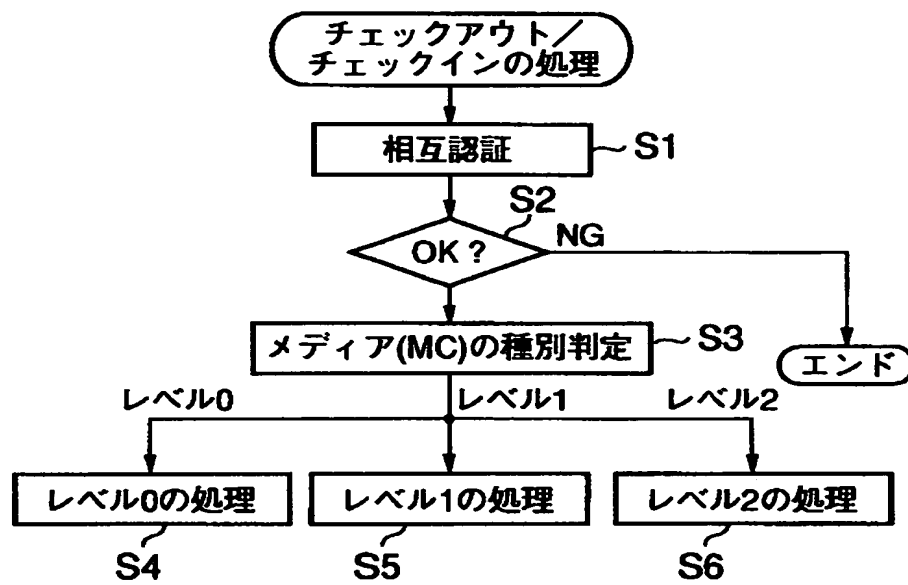 チェックアウト／
チェックインの処理
相互認証
S1
S2
OK？
NG
メディア(MC)の種別判定
S3
エンド
レベル0
レベル1
レベル2
レベル0の処理
レベル1の処理
レベル2の処理
S4
S5
S6